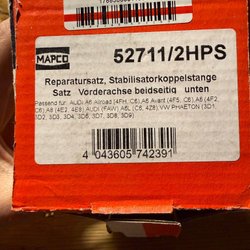 MAPCO
52711/2HPS
Reparatursatz, Stabilisatorkoppelstange
Satz Vorderachse beidseitig unten
Passend für: AUDI A6 Allroad (4FH, C6),A6 Avant (4F5, C6),A6 (4F2,
C6),A8 (4E2, 4E8) AUDI (FAW) A6L (C6, 4Z8) VW PHAETON (3D1,
3D2, 3D3, 3D4, 3D6, 3D7, 3D8, 3D9)
4 043605 742391